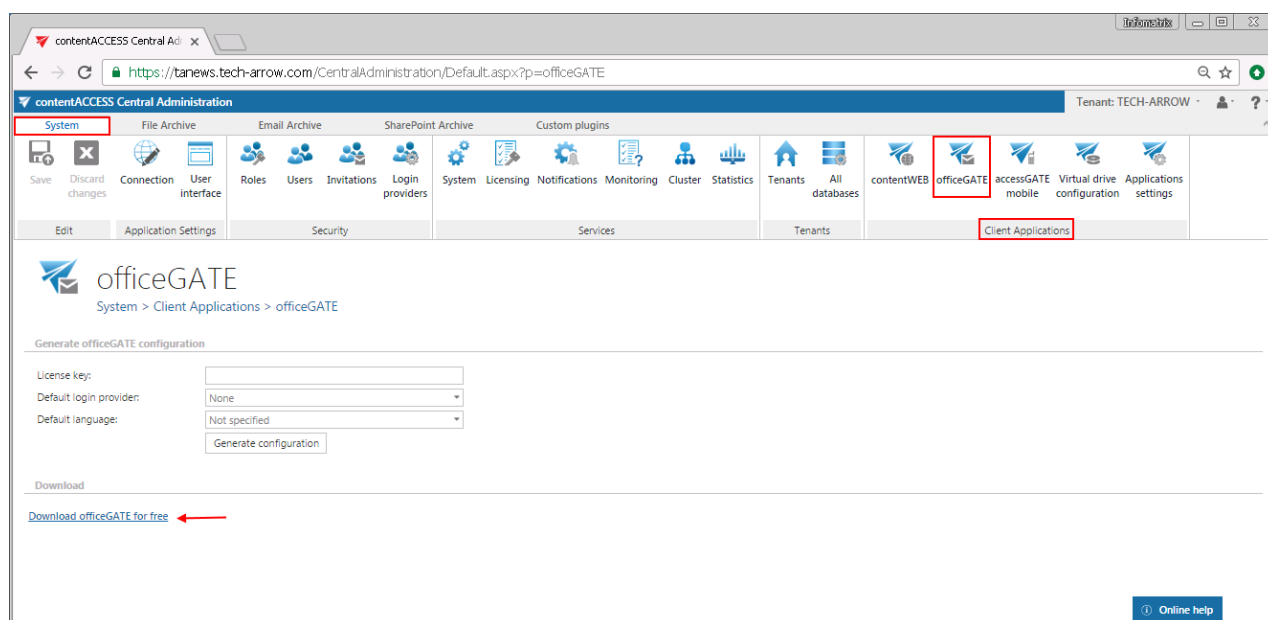 Infomatrix
contentACCESS Central Ad
https://tanews.tech-arrow.com/CentralAdministration/Default.aspx?p=officeGATE
contentACCESS Central Administration
Tenant: TECH-ARROW
?
System File Archive Email Archive SharePoint Archive Custom plugins
Save Discard changes Connection User interface Roles Users Invitations Login providers System Licensing Notifications Monitoring Cluster Statistics Tenants All databases contentWEB officeGATE accessGATE mobile Virtual drive configuration Applications settings
Edit Application Settings Security Services Tenants Client Applications
officeGATE
System > Client Applications > officeGATE
Generate officeGATE configuration
License key:
Default login provider: None
Default language: Not specified
Generate configuration
Download
Download officeGATE for free
Online help